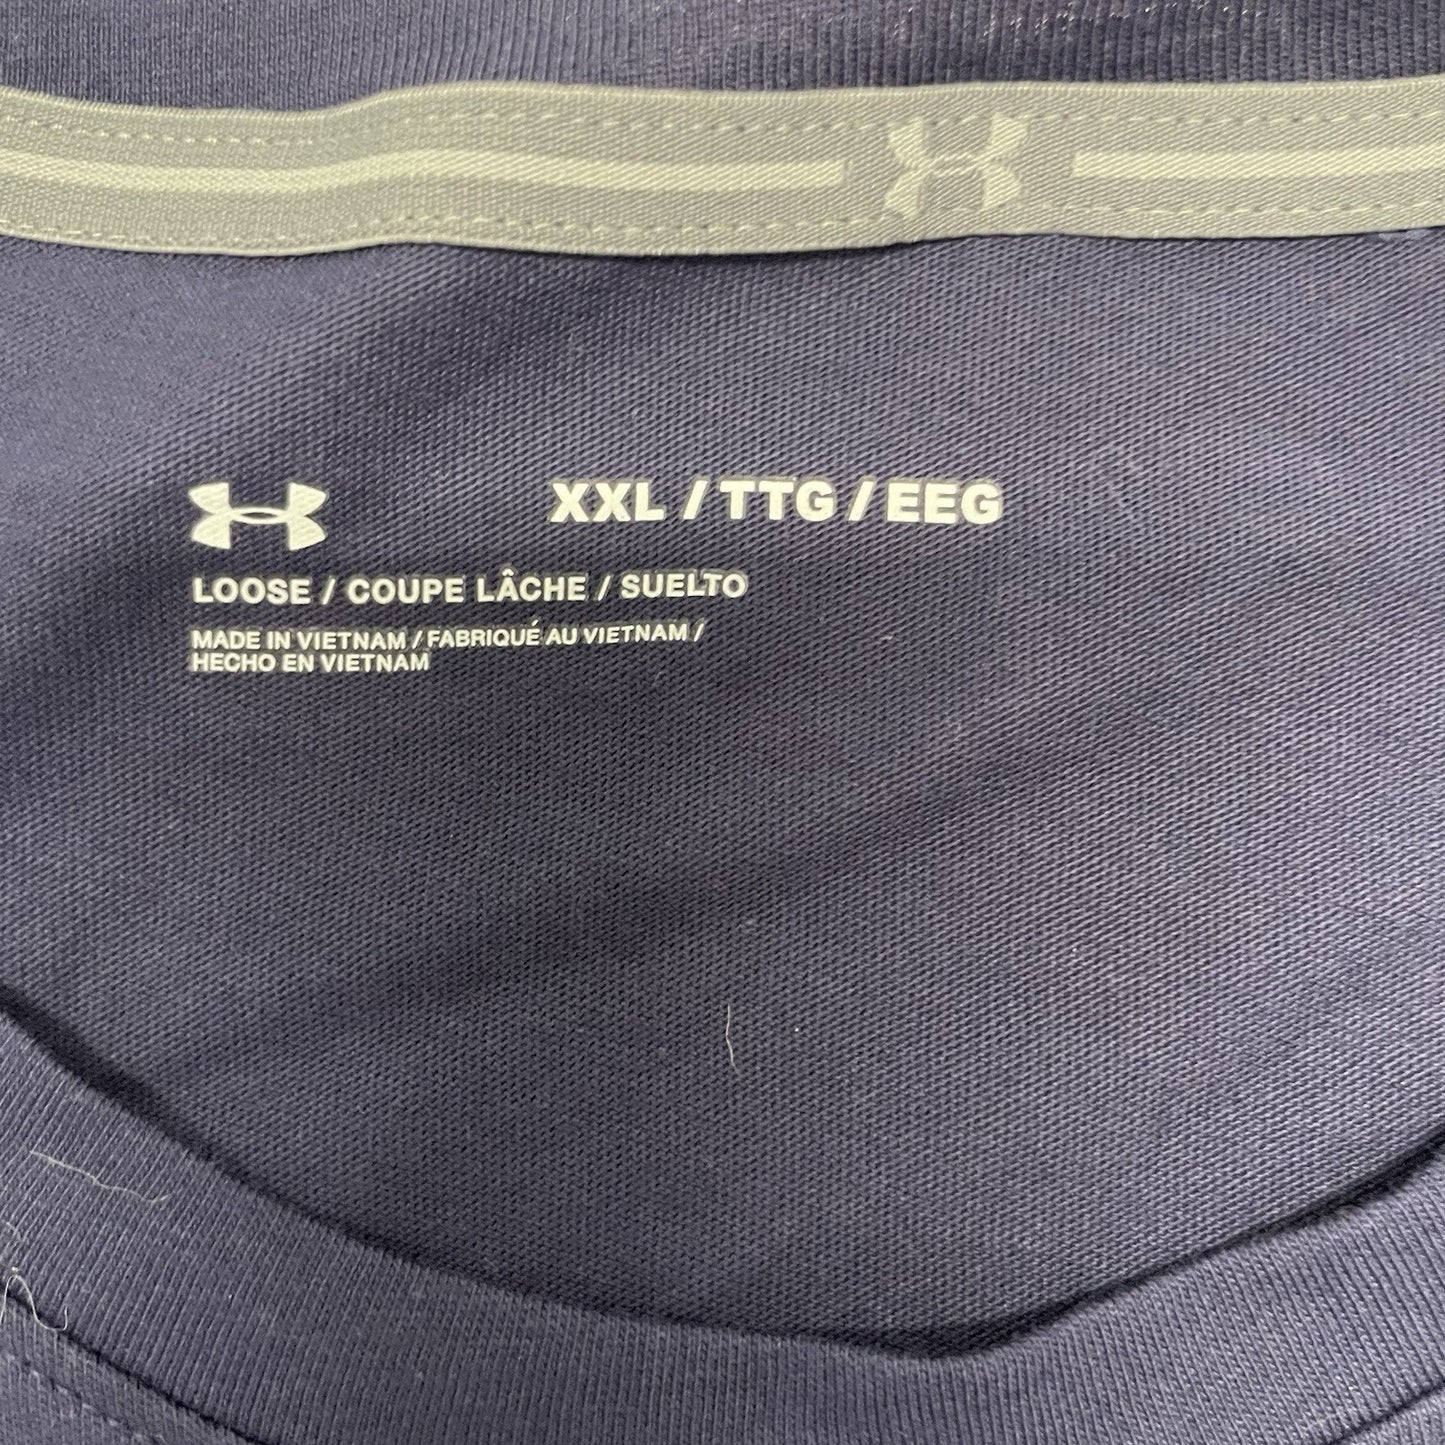 XXL / TTG / EEG
LOOSE / COUPE LÂCHE / SUELTO
MADE IN VIETNAM / FABRIQUÉ AU VIETNAM /
HECHO EN VIETNAM